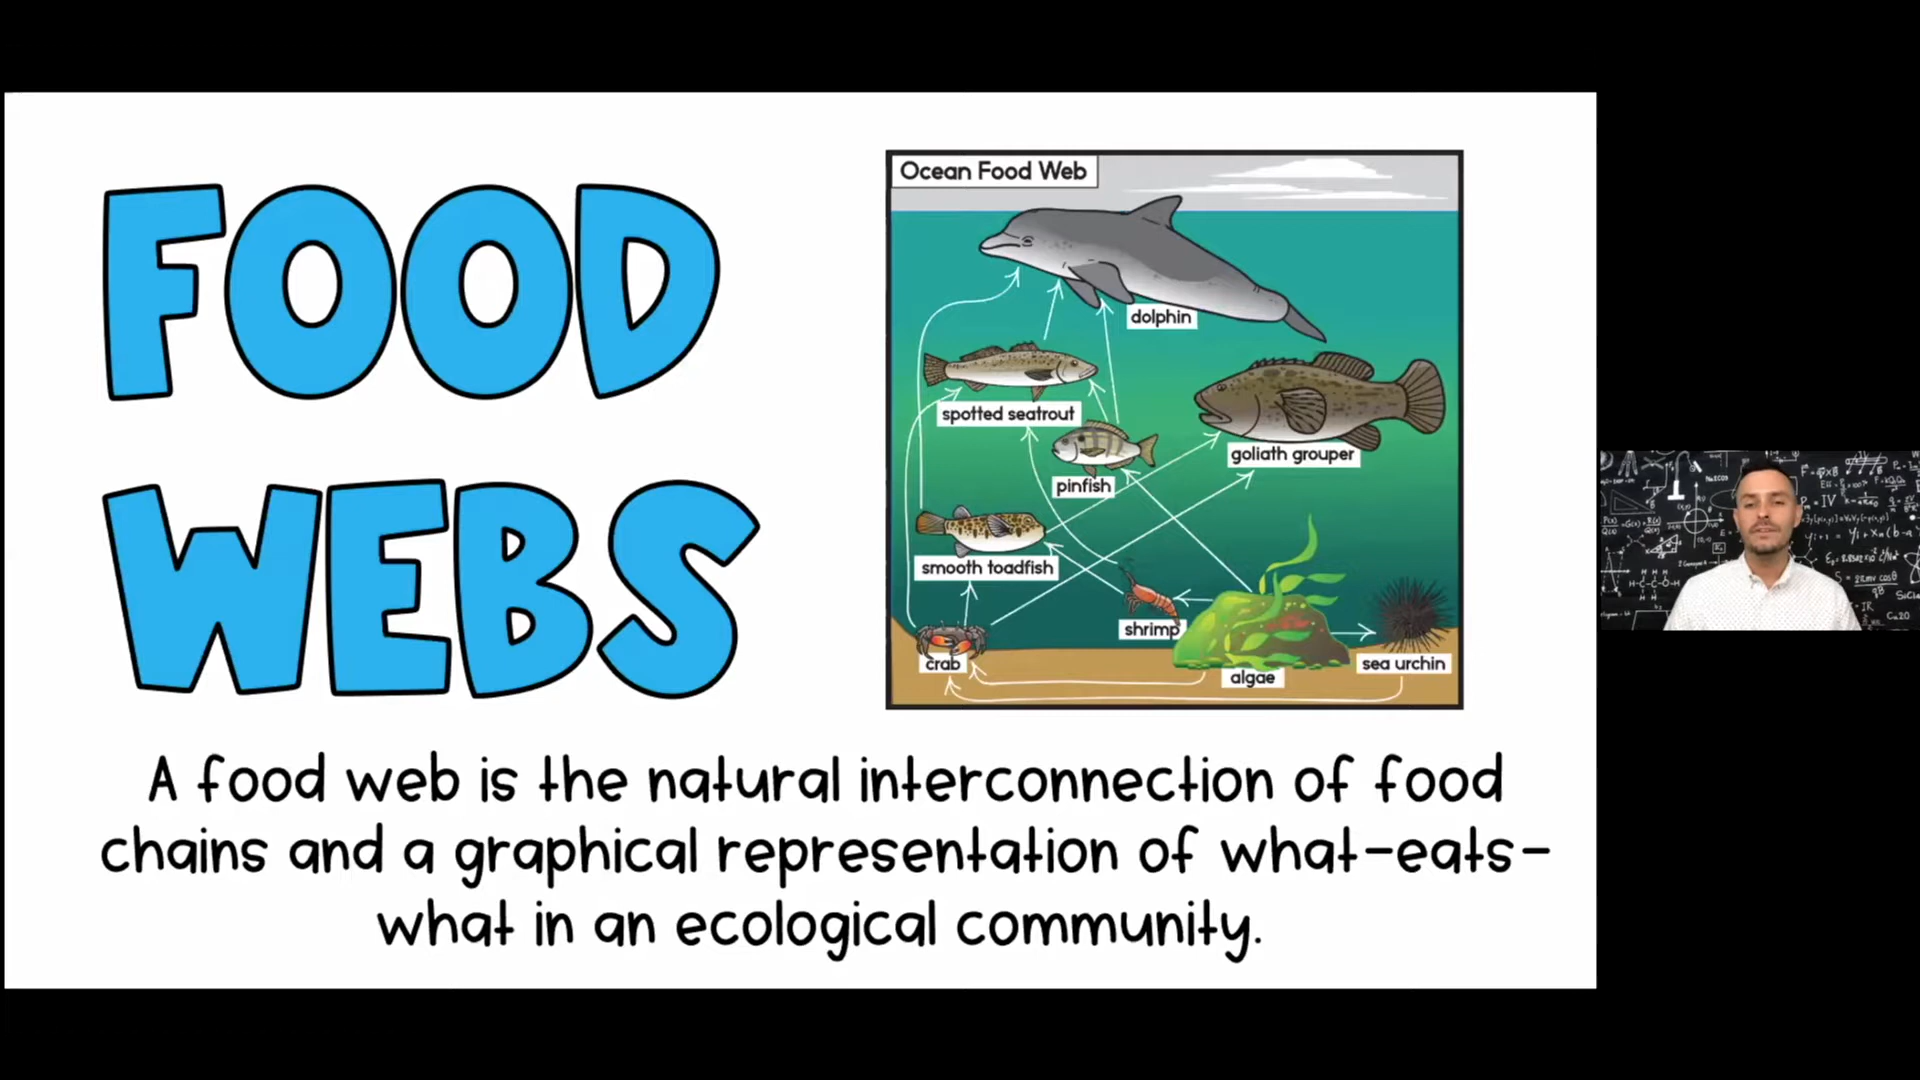 FOOD
WEBS
Ocean Food Web
dolphin
spotted seatrout
goliath grouper
pinfish
smooth toadfish
shrimp
crab
sea urchin
algae
A food web is the natural interconnection of food
chains and a graphical representation of what-eats-
what in an ecological community.